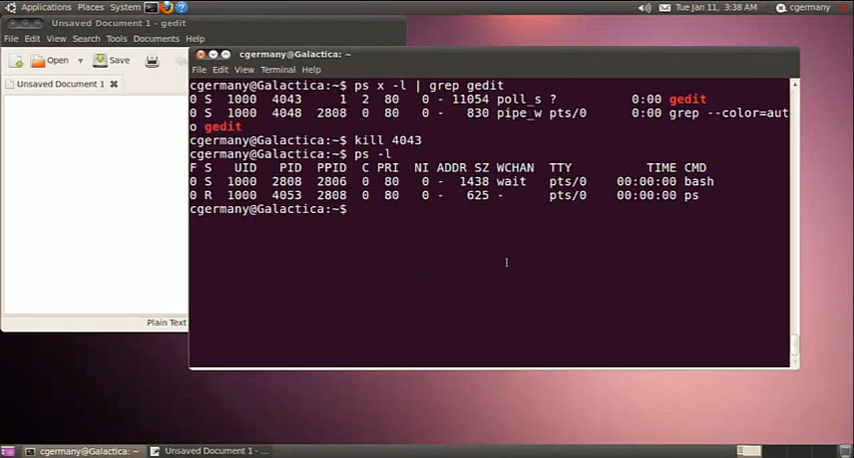 Applications Places System
Tue Jan 11, 3:38 AM
cgermany
Unsaved Document 1 - gedit
File Edit View Search Tools Documents Help
Open
Save
Unsaved Document 1
Plain Text
cgermany@Galactica: ~
File Edit View Terminal Help
cgermany@Galactica:~$ ps x -l | grep gedit
0 S 1000 4043 1 2 80 0 - 11054 poll_s ? 0:00 gedit
0 S 1000 4048 2808 0 80 0 - 830 pipe_w pts/0 0:00 grep --color=aut
o gedit
cgermany@Galactica:~$ kill 4043
cgermany@Galactica:~$ ps -l
F S UID PID PPID C PRI NI ADDR SZ WCHAN TTY TIME CMD
0 S 1000 2808 2806 0 80 0 - 1438 wait pts/0 00:00:00 bash
0 R 1000 4053 2808 0 80 0 - 625 - pts/0 00:00:00 ps
cgermany@Galactica:~$
cgermany@Galactica: ~
Unsaved Document 1 - ...